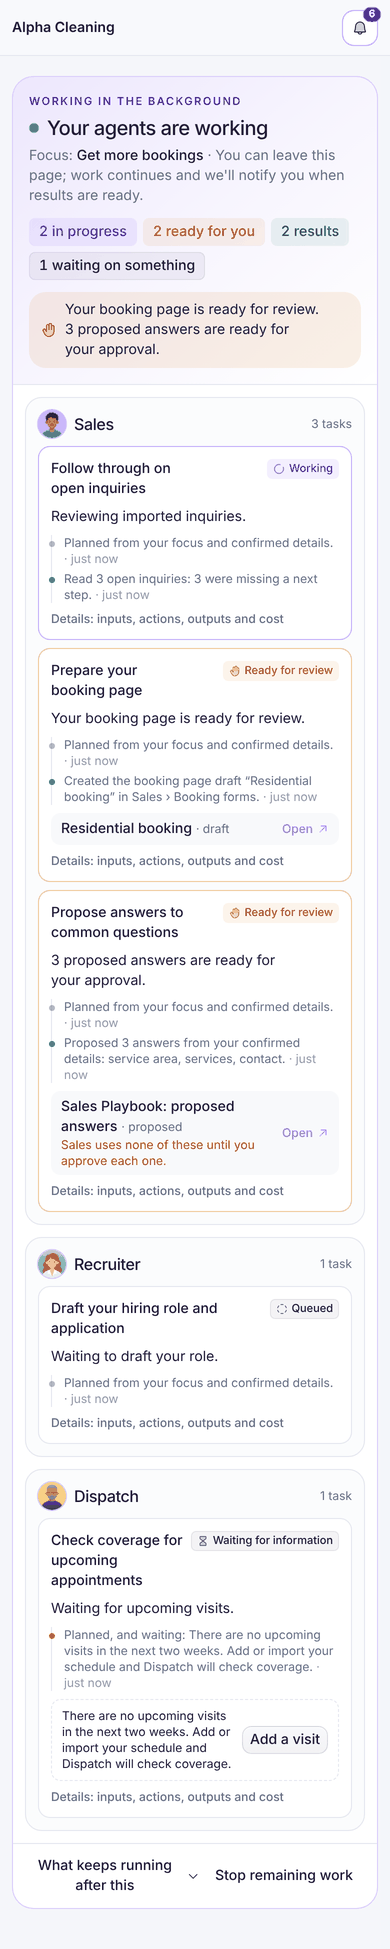 Alpha Cleaning
6
WORKING IN THE BACKGROUND
Your agents are working
Focus: Get more bookings · You can leave this
page; work continues and we'll notify you when
results are ready.
2 in progress
2 ready for you
2 results
1 waiting on something
Your booking page is ready for review.
3 proposed answers are ready for
your approval.
Sales
3 tasks
Follow through on
open inquiries
Working
Reviewing imported inquiries.
Planned from your focus and confirmed details.
· just now
Read 3 open inquiries: 3 were missing a next
step. · just now
Details: inputs, actions, outputs and cost
Prepare your
booking page
Ready for review
Your booking page is ready for review.
Planned from your focus and confirmed details.
· just now
Created the booking page draft “Residential
booking” in Sales › Booking forms. · just now
Residential booking · draft
Open ↗
Details: inputs, actions, outputs and cost
Propose answers to
common questions
Ready for review
3 proposed answers are ready for
your approval.
Planned from your focus and confirmed details.
· just now
Proposed 3 answers from your confirmed
details: service area, services, contact. · just
now
Sales Playbook: proposed
answers · proposed
Sales uses none of these until you
approve each one.
Open ↗
Details: inputs, actions, outputs and cost
Recruiter
1 task
Draft your hiring role and
application
Queued
Waiting to draft your role.
Planned from your focus and confirmed details.
· just now
Details: inputs, actions, outputs and cost
Dispatch
1 task
Check coverage for
upcoming
appointments
Waiting for information
Waiting for upcoming visits.
Planned, and waiting: There are no upcoming
visits in the next two weeks. Add or import your
schedule and Dispatch will check coverage. ·
just now
There are no upcoming visits
in the next two weeks. Add or
import your schedule and
Dispatch will check coverage.
Add a visit
Details: inputs, actions, outputs and cost
What keeps running
after this
Stop remaining work